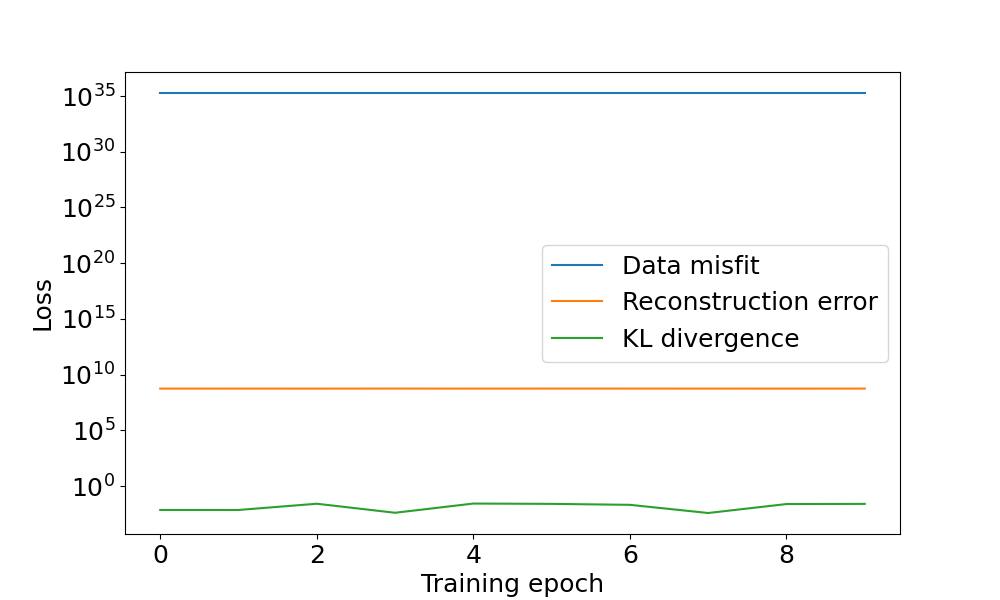 10^35
10^30
10^25
10^20
10^15
10^10
10^5
10^0
Loss
Data misfit
Reconstruction error
KL divergence
0 2 4 6 8
Training epoch